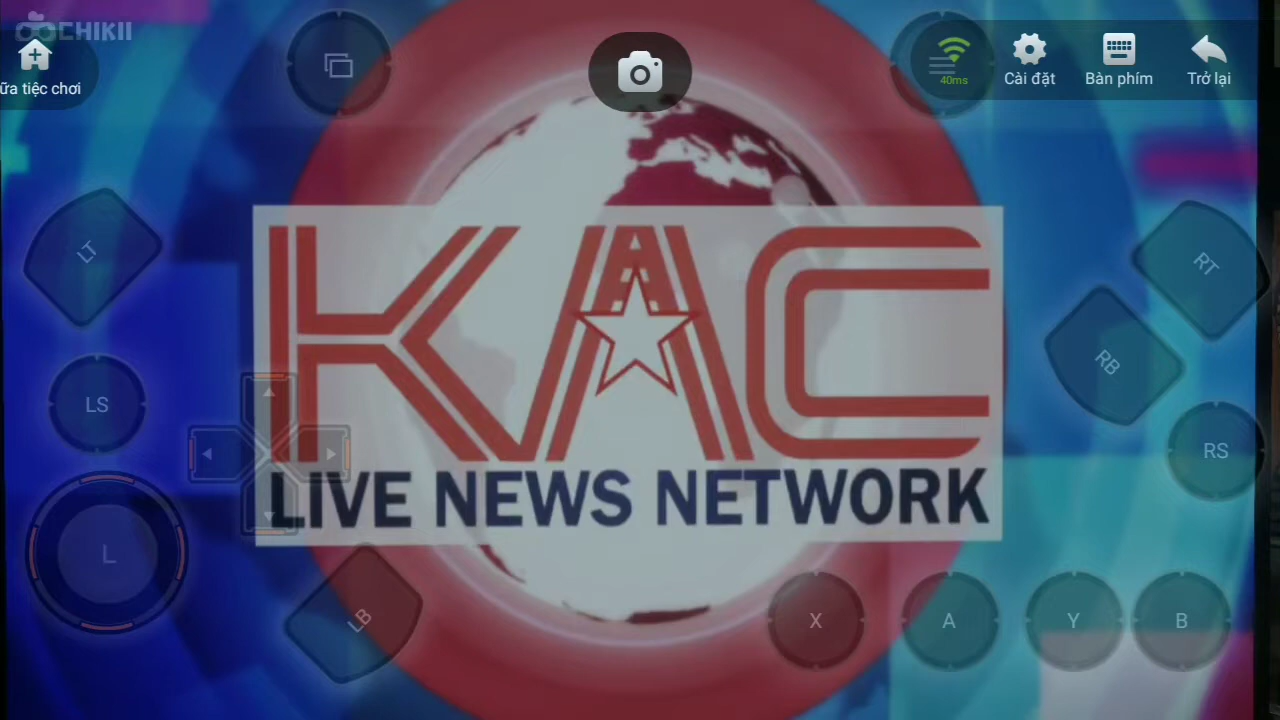 CHIKII
ữa tiệc chơi
40ms
Cài đặt
Bàn phím
Trở lại
LT
RT
RB
LS
RS
KAC
LIVE NEWS NETWORK
L
LB
X
A
Y
B